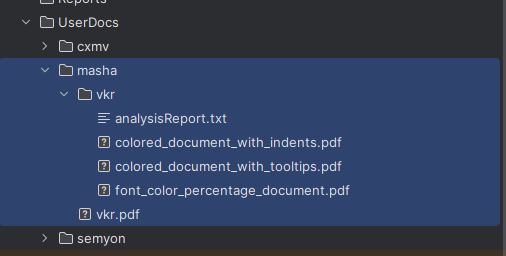 Reports
UserDocs
cxmv
masha
vkr
analysisReport.txt
colored_document_with_indents.pdf
colored_document_with_tooltips.pdf
font_color_percentage_document.pdf
vkr.pdf
semyon